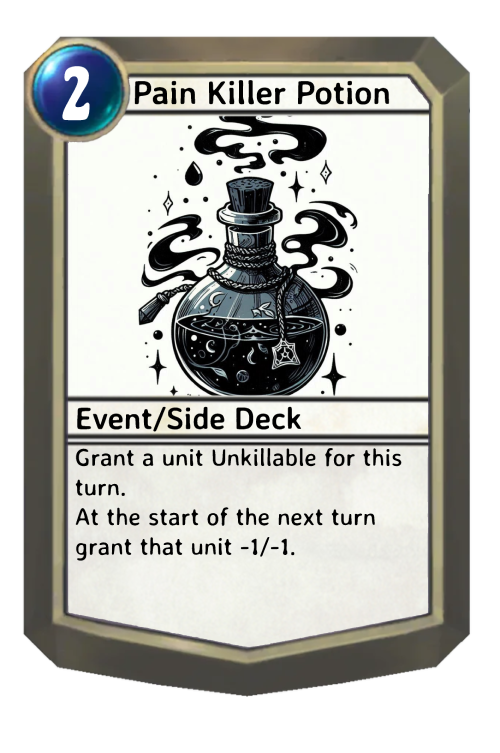 2
Pain Killer Potion
Event/Side Deck
Grant a unit Unkillable for this
turn.
At the start of the next turn
grant that unit -1/-1.